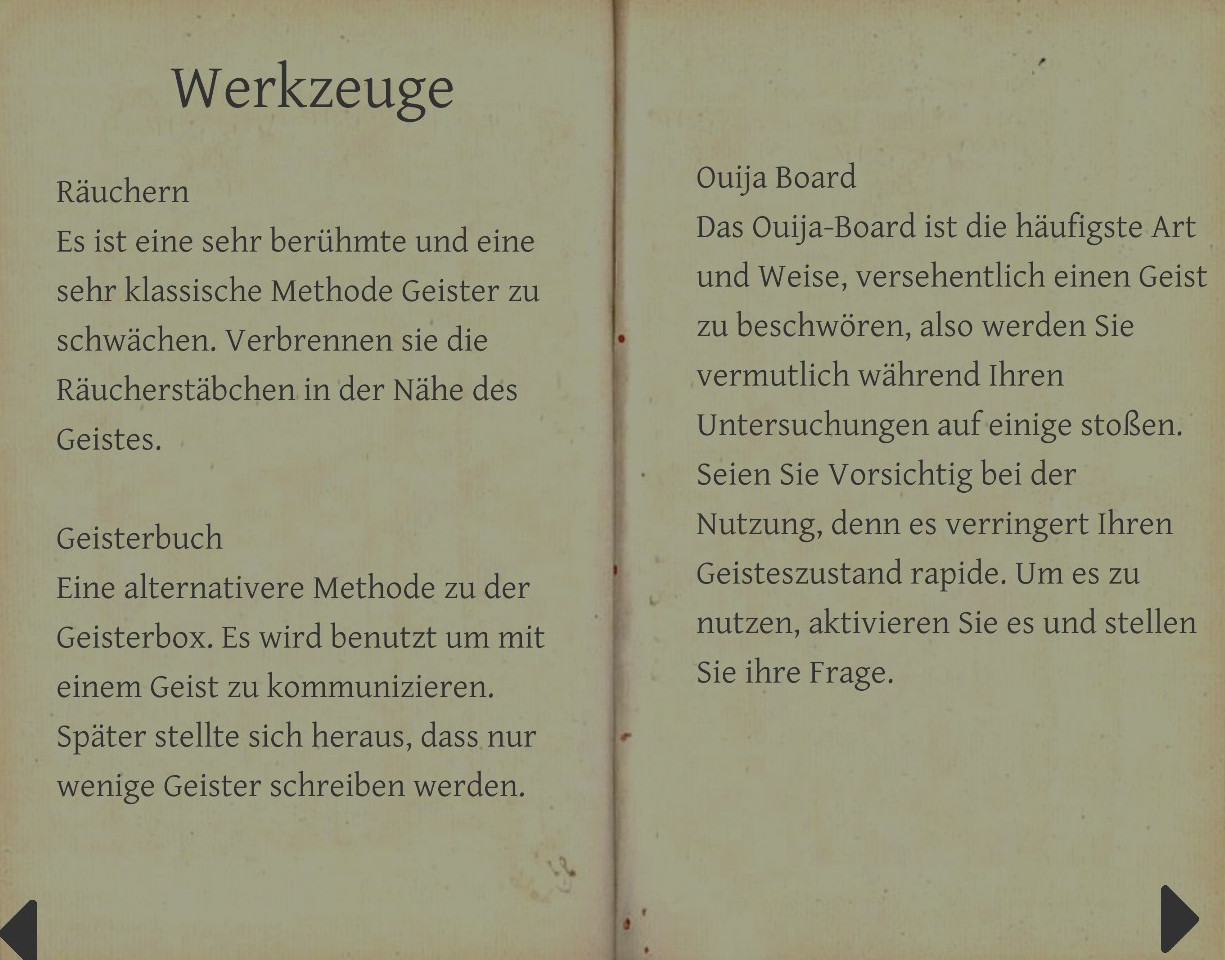 Werkzeuge
Räuchern
Es ist eine sehr berühmte und eine
sehr klassische Methode Geister zu
schwächen. Verbrennen sie die
Räucherstäbchen in der Nähe des
Geistes.
Geisterbuch
Eine alternativere Methode zu der
Geisterbox. Es wird benutzt um mit
einem Geist zu kommunizieren.
Später stellte sich heraus, dass nur
wenige Geister schreiben werden.
Ouija Board
Das Ouija-Board ist die häufigste Art
und Weise, versehentlich einen Geist
zu beschwören, also werden Sie
vermutlich während Ihren
Untersuchungen auf einige stoßen.
Seien Sie Vorsichtig bei der
Nutzung, denn es verringert Ihren
Geisteszustand rapide. Um es zu
nutzen, aktivieren Sie es und stellen
Sie ihre Frage.